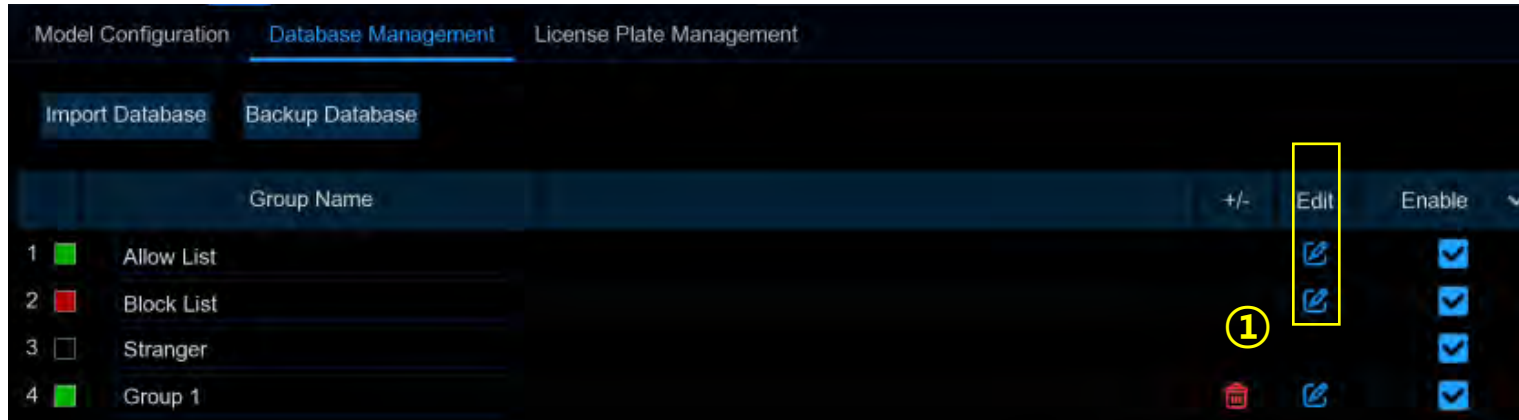 Model Configuration Database Management License Plate Management
Import Database Backup Database
Group Name +/- Edit Enable
1 Allow List
2 Block List
①
3 Stranger
4 Group 1